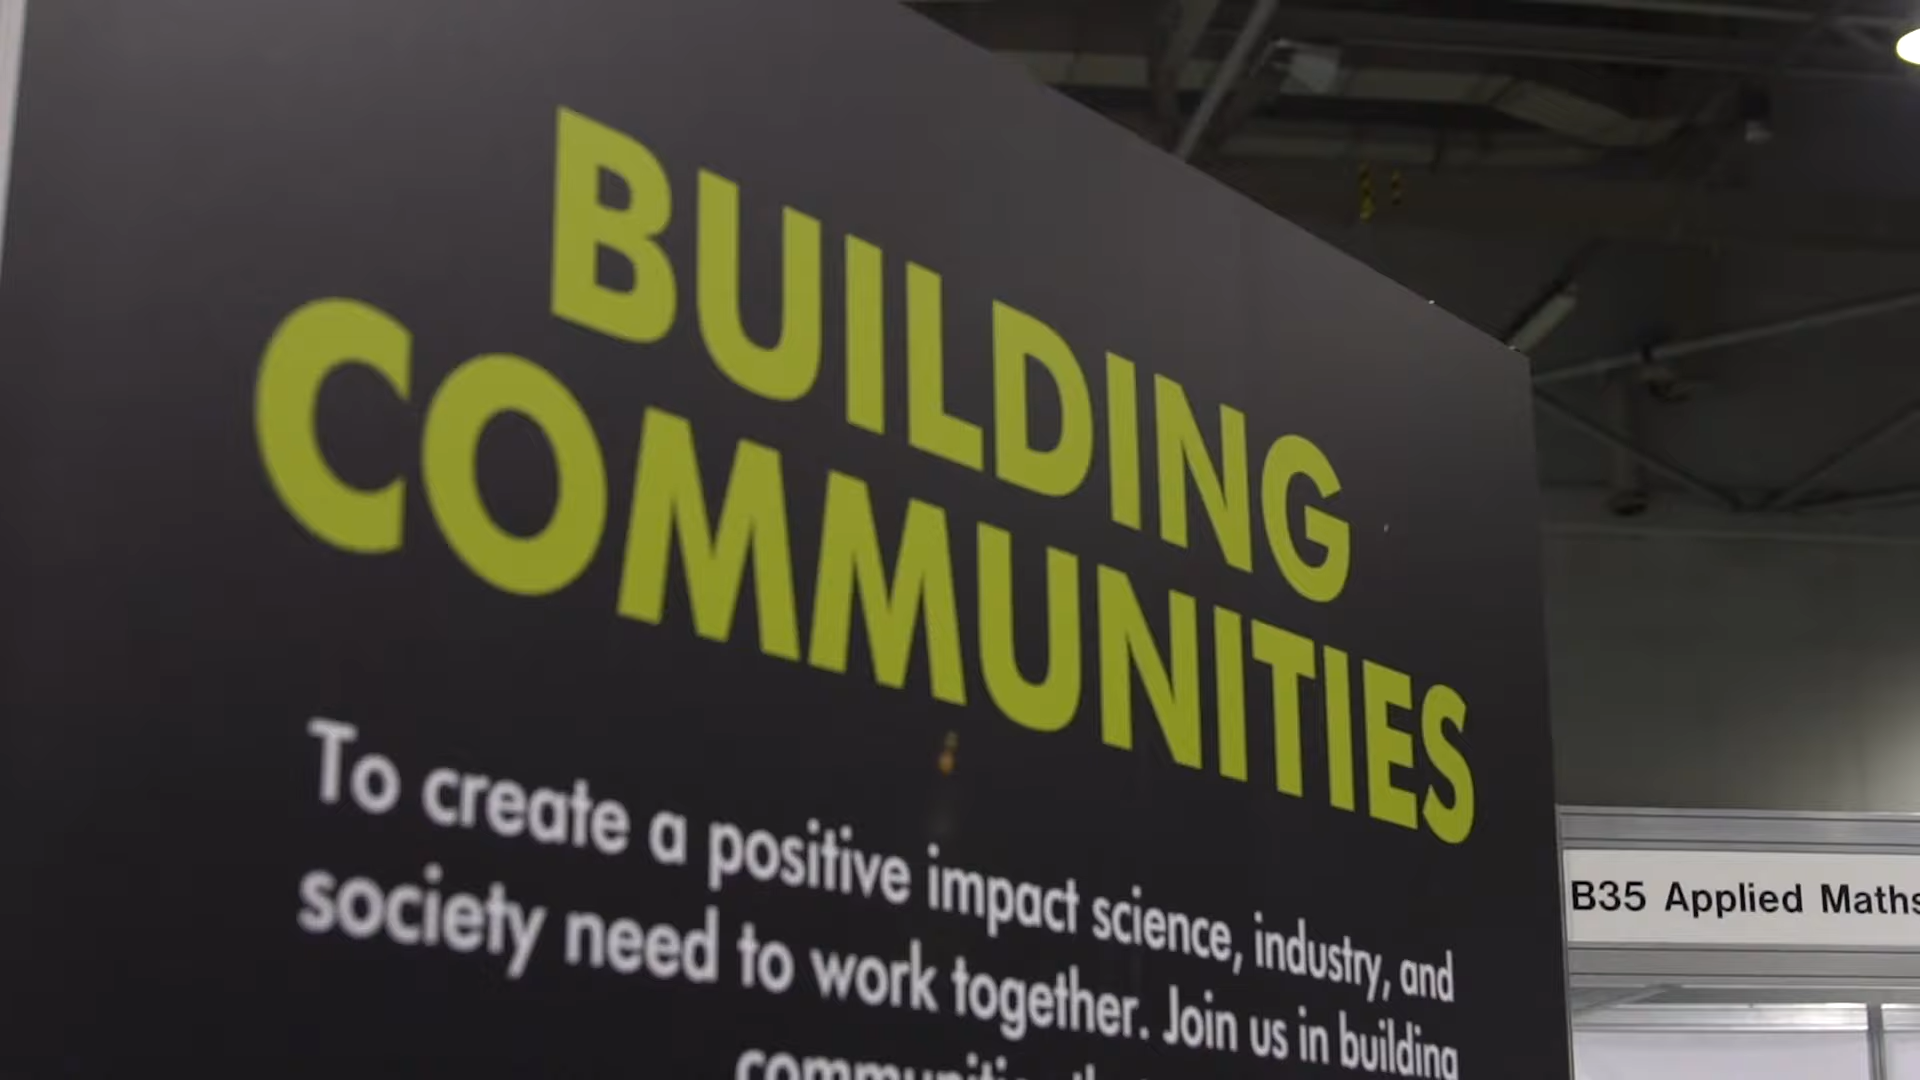 BUILDING
COMMUNITIES
To create a positive impact science, industry, and
society need to work together. Join us in building
B35 Applied Maths